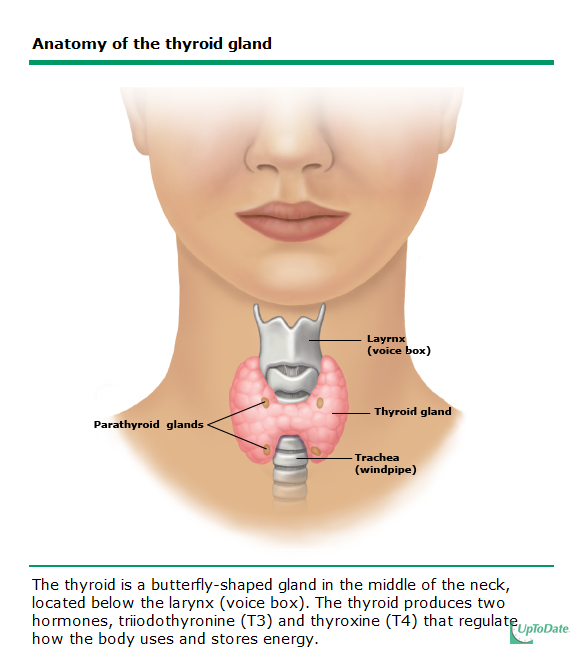 Anatomy of the thyroid gland
Layrnx
(voice box)
Thyroid gland
Parathyroid glands
Trachea
(windpipe)
The thyroid is a butterfly-shaped gland in the middle of the neck,
located below the larynx (voice box). The thyroid produces two
hormones, triiodothyronine (T3) and thyroxine (T4) that regulate
how the body uses and stores energy.
UpToDate